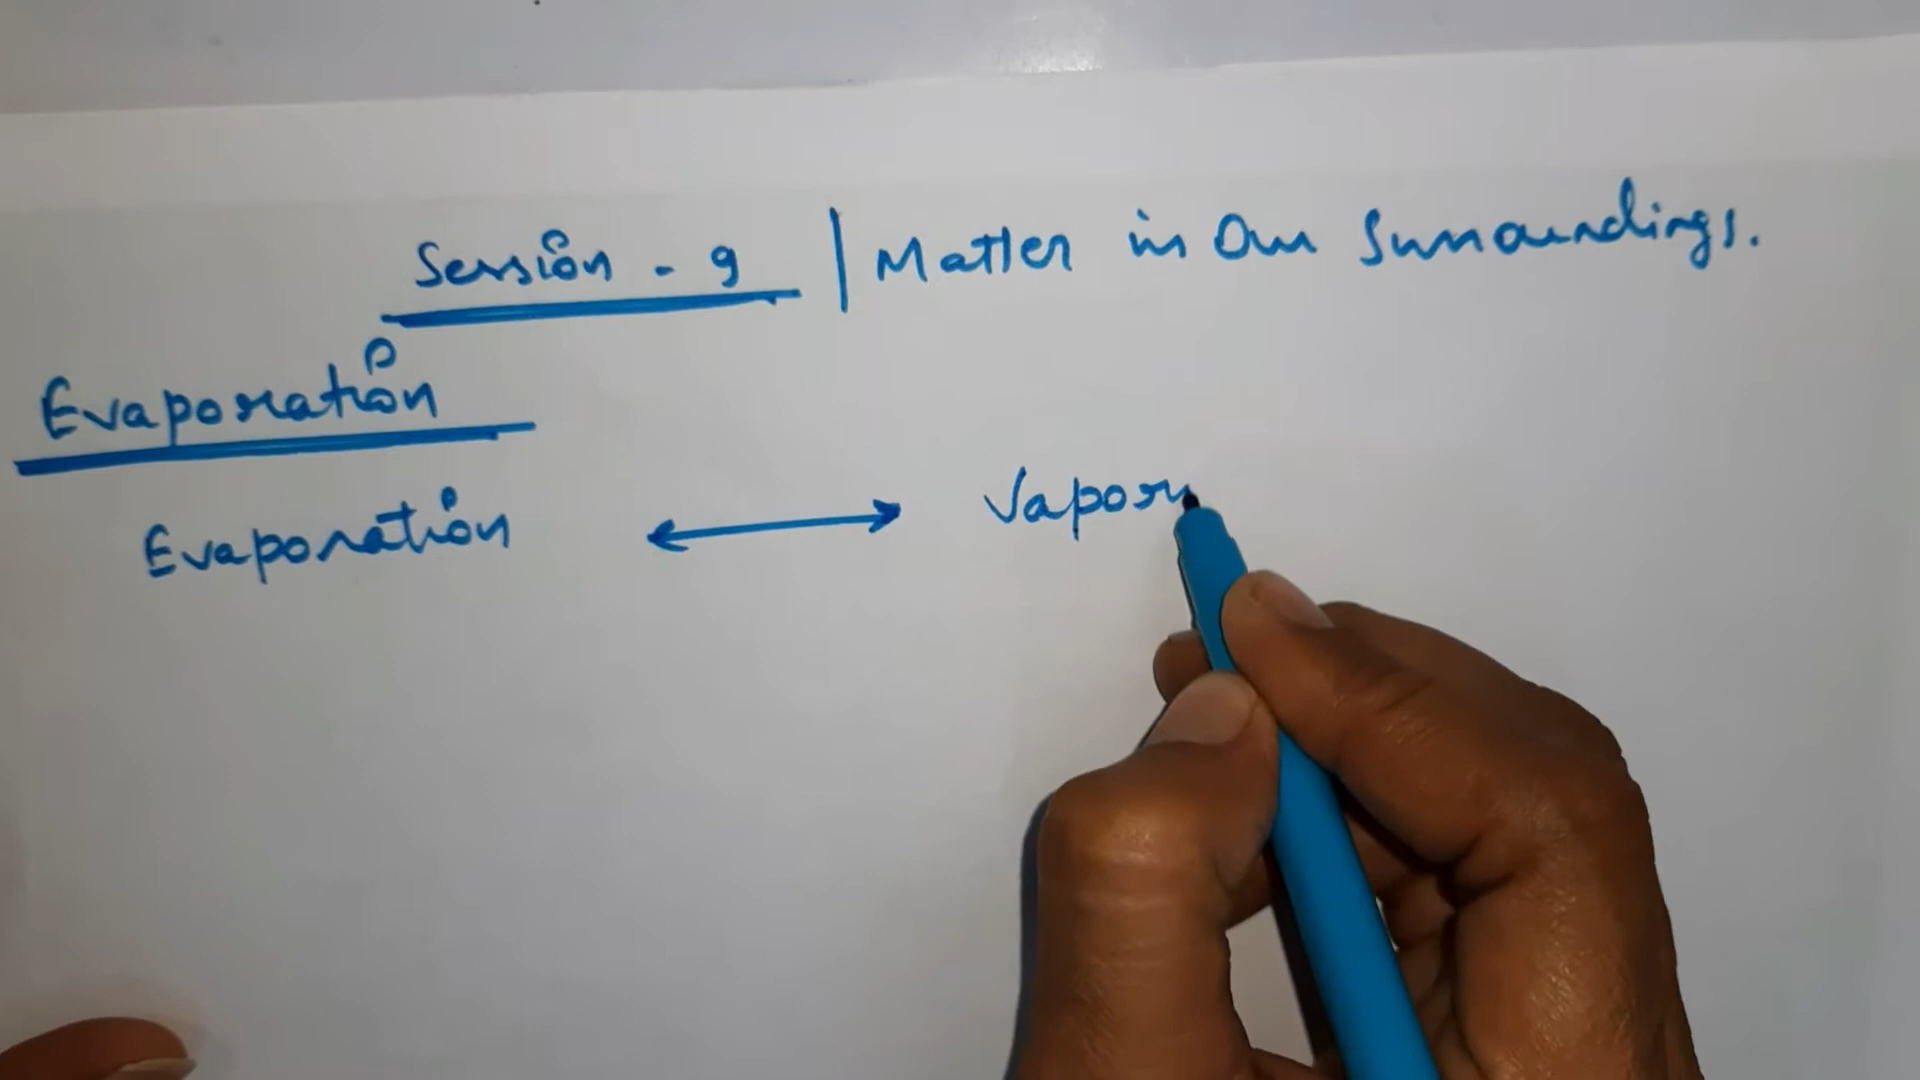 Session - 9 | Matter in Our Surroundings.
Evaporation
Evaporation ↔ Vapor